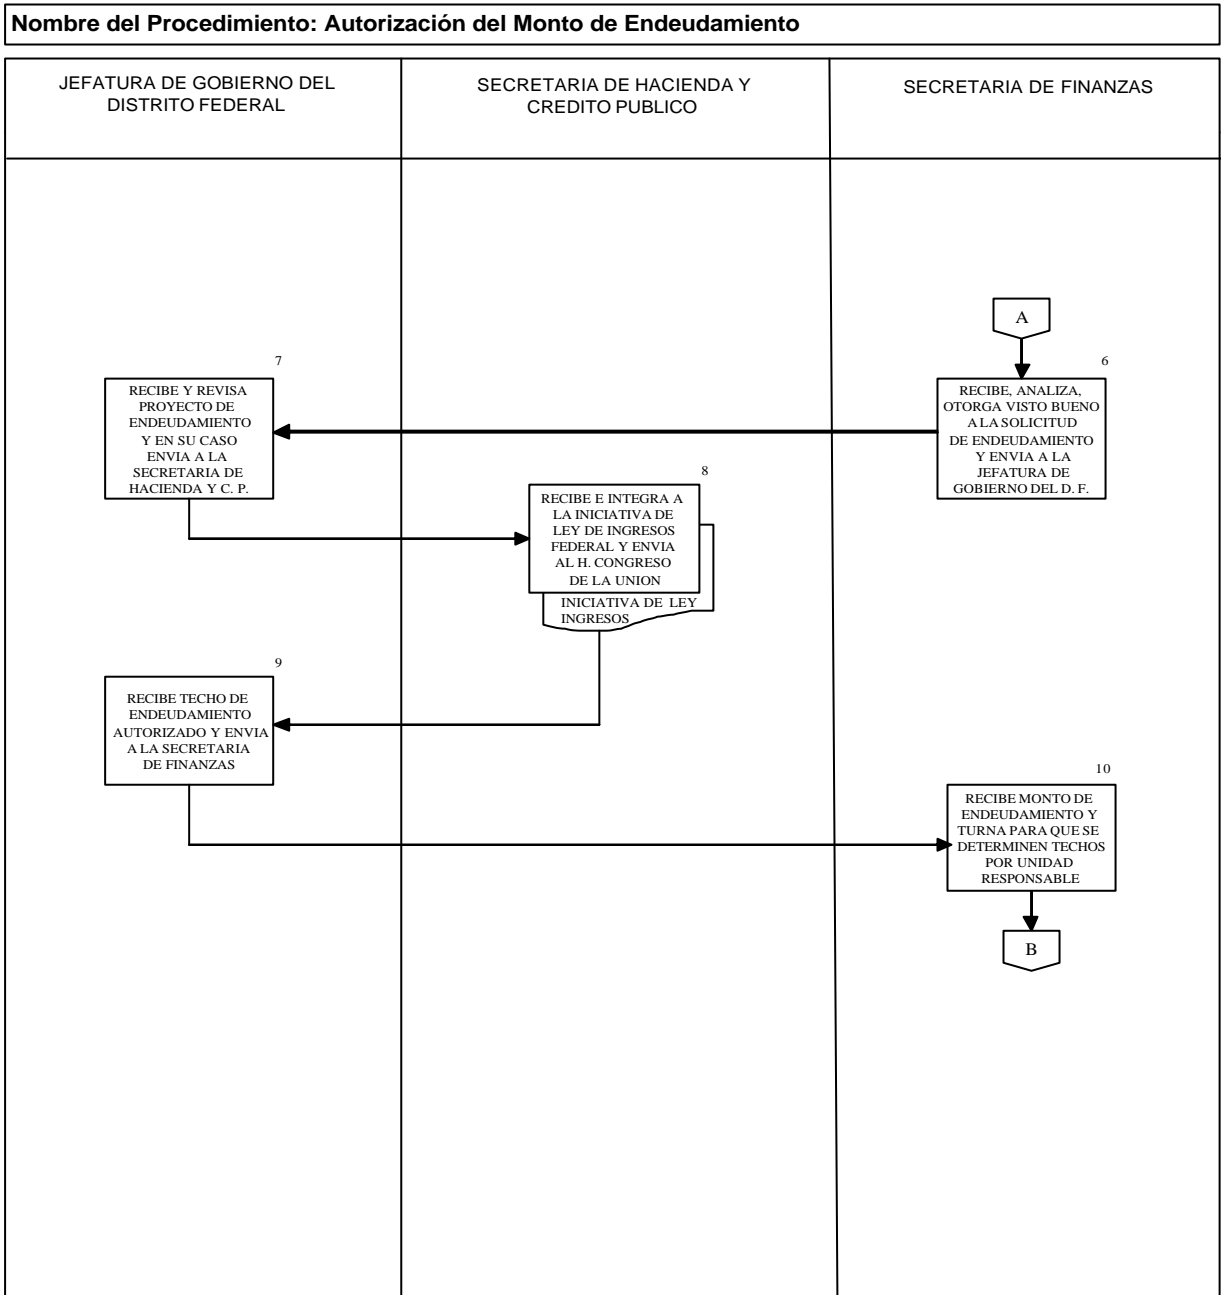 Nombre del Procedimiento: Autorización del Monto de Endeudamiento
JEFATURA DE GOBIERNO DEL
DISTRITO FEDERAL
SECRETARIA DE HACIENDA Y
CREDITO PUBLICO
SECRETARIA DE FINANZAS
A
6
RECIBE, ANALIZA,
OTORGA VISTO BUENO
A LA SOLICITUD
DE ENDEUDAMIENTO
Y ENVIA A LA
JEFATURA DE
GOBIERNO DEL D. F.
7
RECIBE Y REVISA
PROYECTO DE
ENDEUDAMIENTO
Y EN SU CASO
ENVIA A LA
SECRETARIA DE
HACIENDA Y C. P.
8
RECIBE E INTEGRA A
LA INICIATIVA DE
LEY DE INGRESOS
FEDERAL Y ENVIA
AL H. CONGRESO
DE LA UNION
INICIATIVA DE LEY
INGRESOS
9
RECIBE TECHO DE
ENDEUDAMIENTO
AUTORIZADO Y ENVIA
A LA SECRETARIA
DE FINANZAS
10
RECIBE MONTO DE
ENDEUDAMIENTO Y
TURNA PARA QUE SE
DETERMINEN TECHOS
POR UNIDAD
RESPONSABLE
B